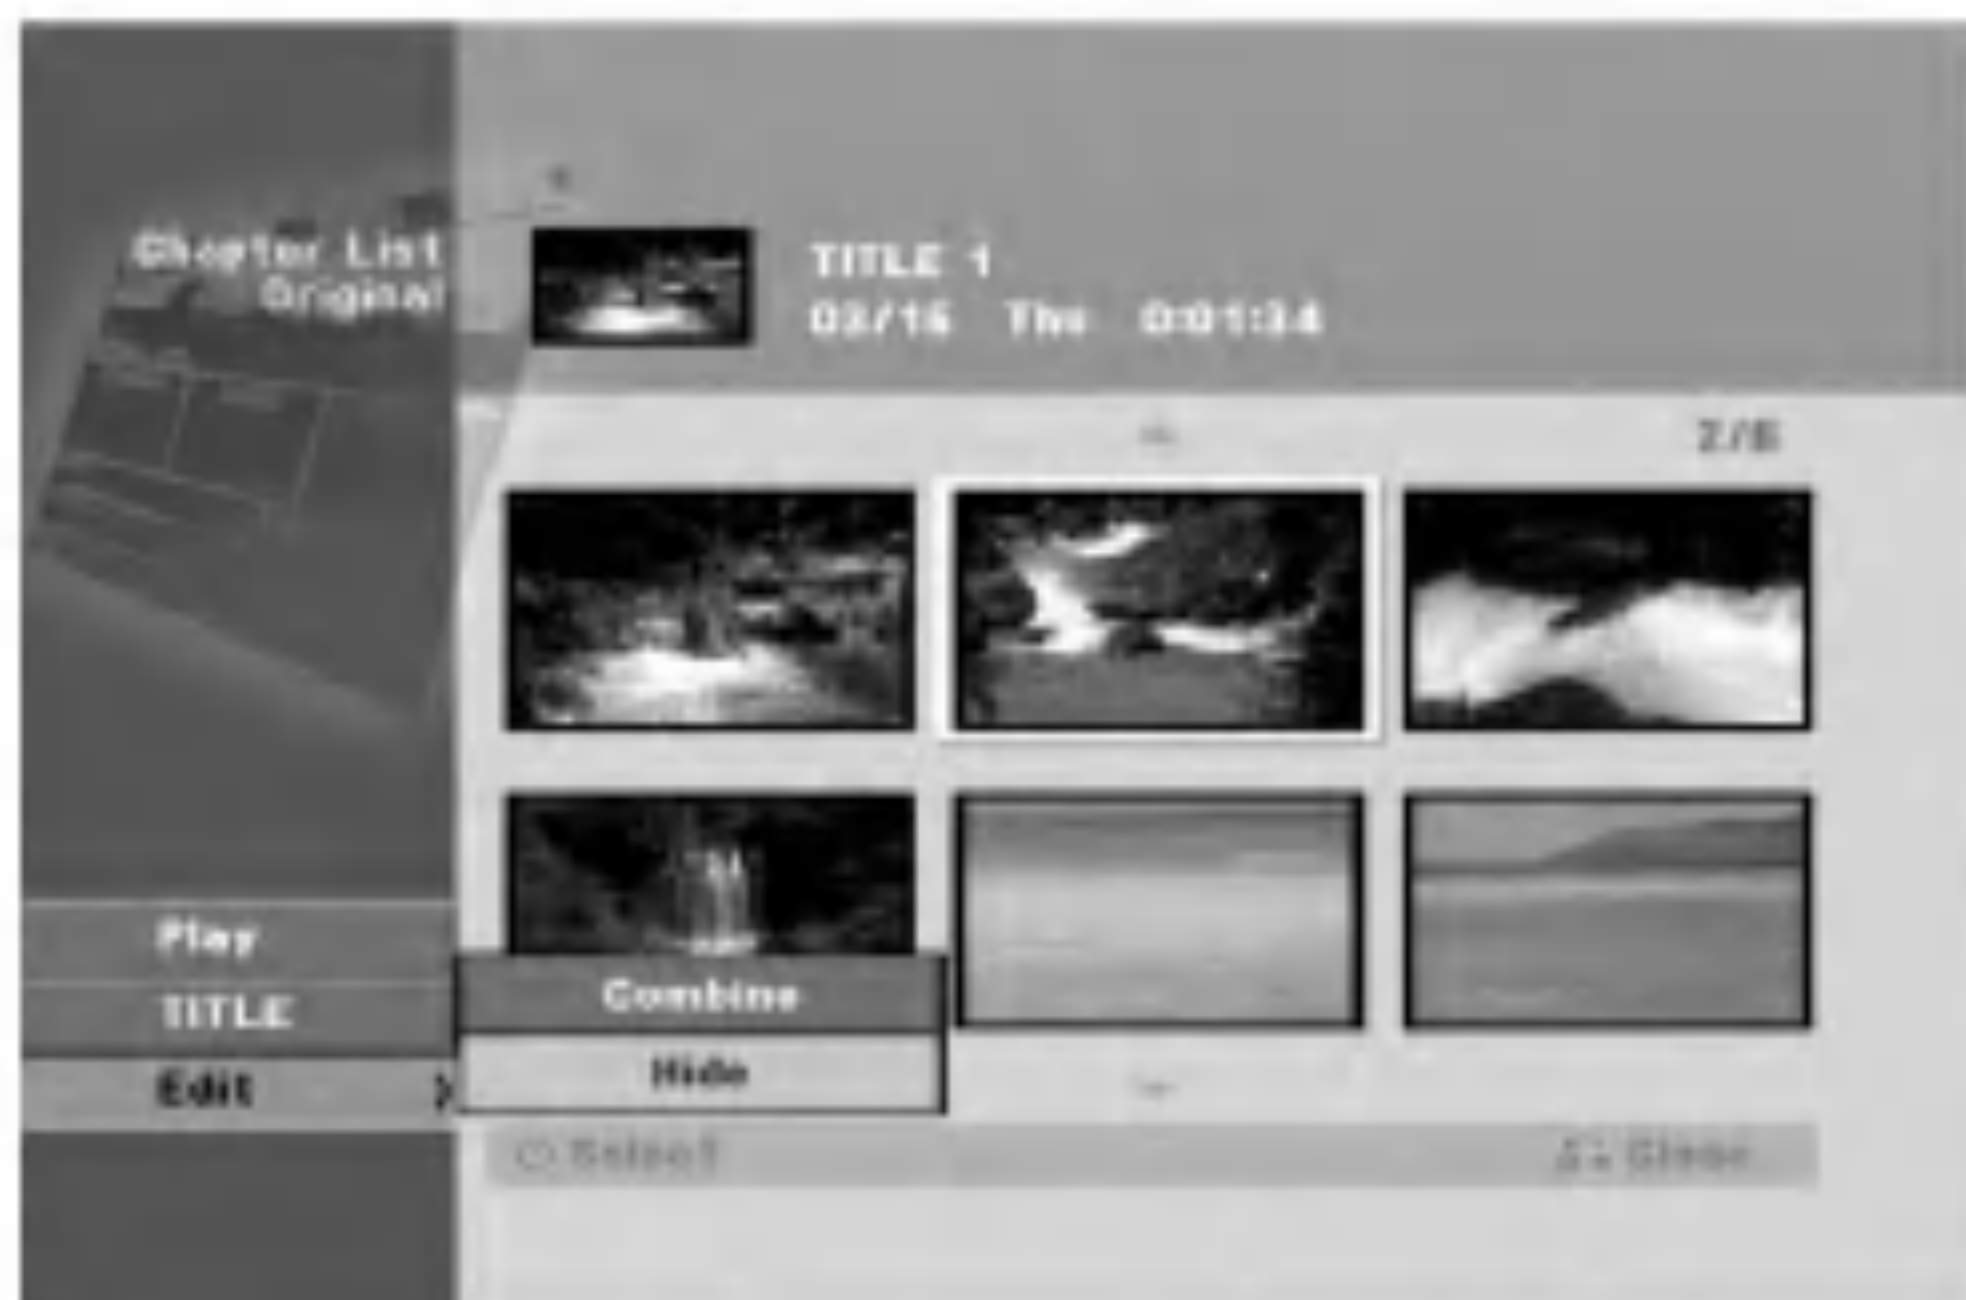 Chapter List
Original
TITLE 1
03/16 Thu 0:01:34
2/6
Play
TITLE
Edit
Combine
Hide
Select
Close